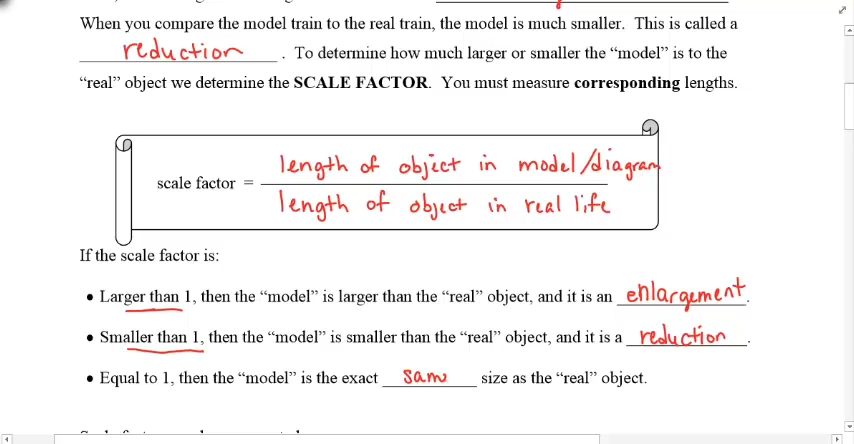 When you compare the model train to the real train, the model is much smaller. This is called a
reduction . To determine how much larger or smaller the “model” is to the
“real” object we determine the SCALE FACTOR. You must measure corresponding lengths.
scale factor = length of object in model/diagram
length of object in real life
If the scale factor is:
• Larger than 1, then the “model” is larger than the “real” object, and it is an enlargement.
• Smaller than 1, then the “model” is smaller than the “real” object, and it is a reduction.
• Equal to 1, then the “model” is the exact same size as the “real” object.